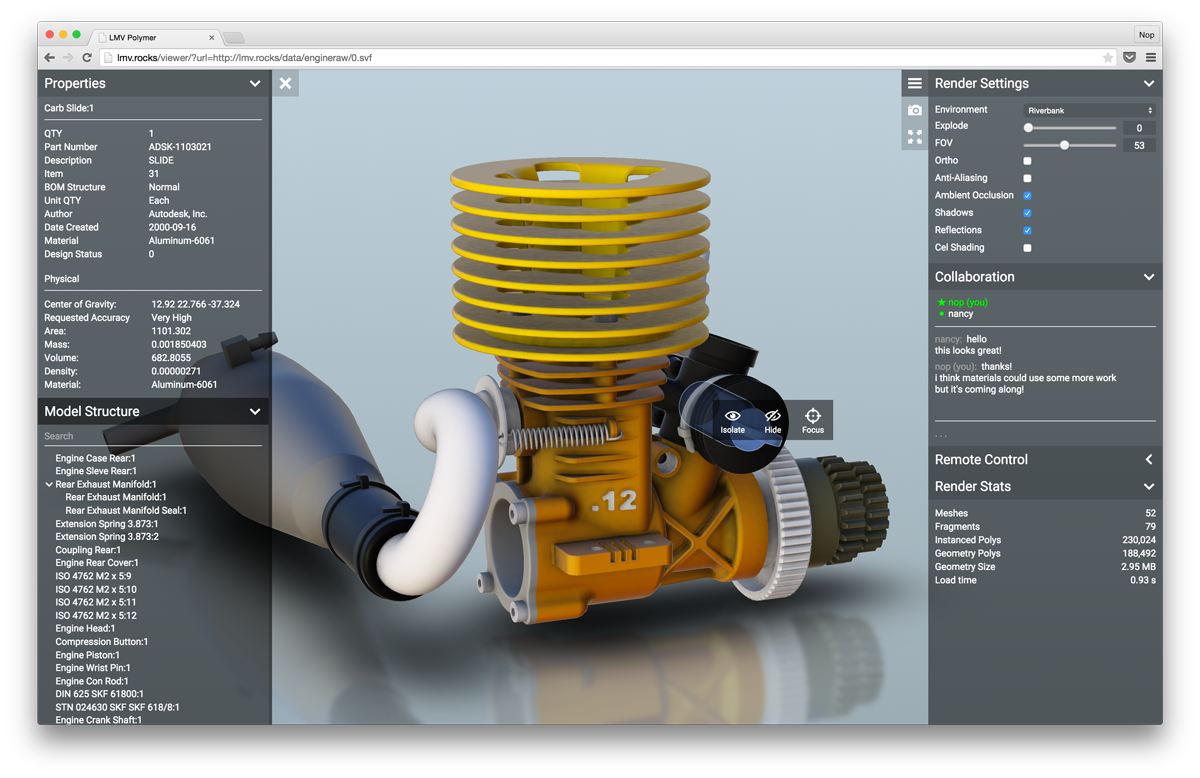 LMV Polymer
Nop
lmv.rocks/viewer/?url=http://lmv.rocks/data/engineraw/0.svf
Properties
Carb Slide:1
QTY 1
Part Number ADSK-1103021
Description SLIDE
Item 31
BOM Structure Normal
Unit QTY Each
Author Autodesk, Inc.
Date Created 2000-09-16
Material Aluminum-6061
Design Status 0
Physical
Center of Gravity: 12.92 22.766 -37.324
Requested Accuracy Very High
Area: 1101.302
Mass: 0.001850403
Volume: 682.8055
Density: 0.00000271
Material: Aluminum-6061
Model Structure
Search
Engine Case Rear:1
Engine Sleve Rear:1
Rear Exhaust Manifold:1
Rear Exhaust Manifold:1
Rear Exhaust Manifold Seal:1
Extension Spring 3.873:1
Extension Spring 3.873:2
Coupling Rear:1
Engine Rear Cover:1
ISO 4762 M2 x 5:9
ISO 4762 M2 x 5:10
ISO 4762 M2 x 5:11
ISO 4762 M2 x 5:12
Engine Head:1
Compression Button:1
Engine Piston:1
Engine Wrist Pin:1
Engine Con Rod:1
DIN 625 SKF 61800:1
STN 024630 SKF SKF 618/8:1
Engine Crank Shaft:1
Isolate Hide Focus
.12
Render Settings
Environment Riverbank
Explode 0
FOV 53
Ortho
Anti-Aliasing
Ambient Occlusion
Shadows
Reflections
Cel Shading
Collaboration
★ nop (you)
nancy
nancy: hello
this looks great!
nop (you): thanks!
i think materials could use some more work
but it's coming along!
...
Remote Control
Render Stats
Meshes 52
Fragments 79
Instanced Polys 230,024
Geometry Polys 188,492
Geometry Size 2.95 MB
Load time 0.93 s